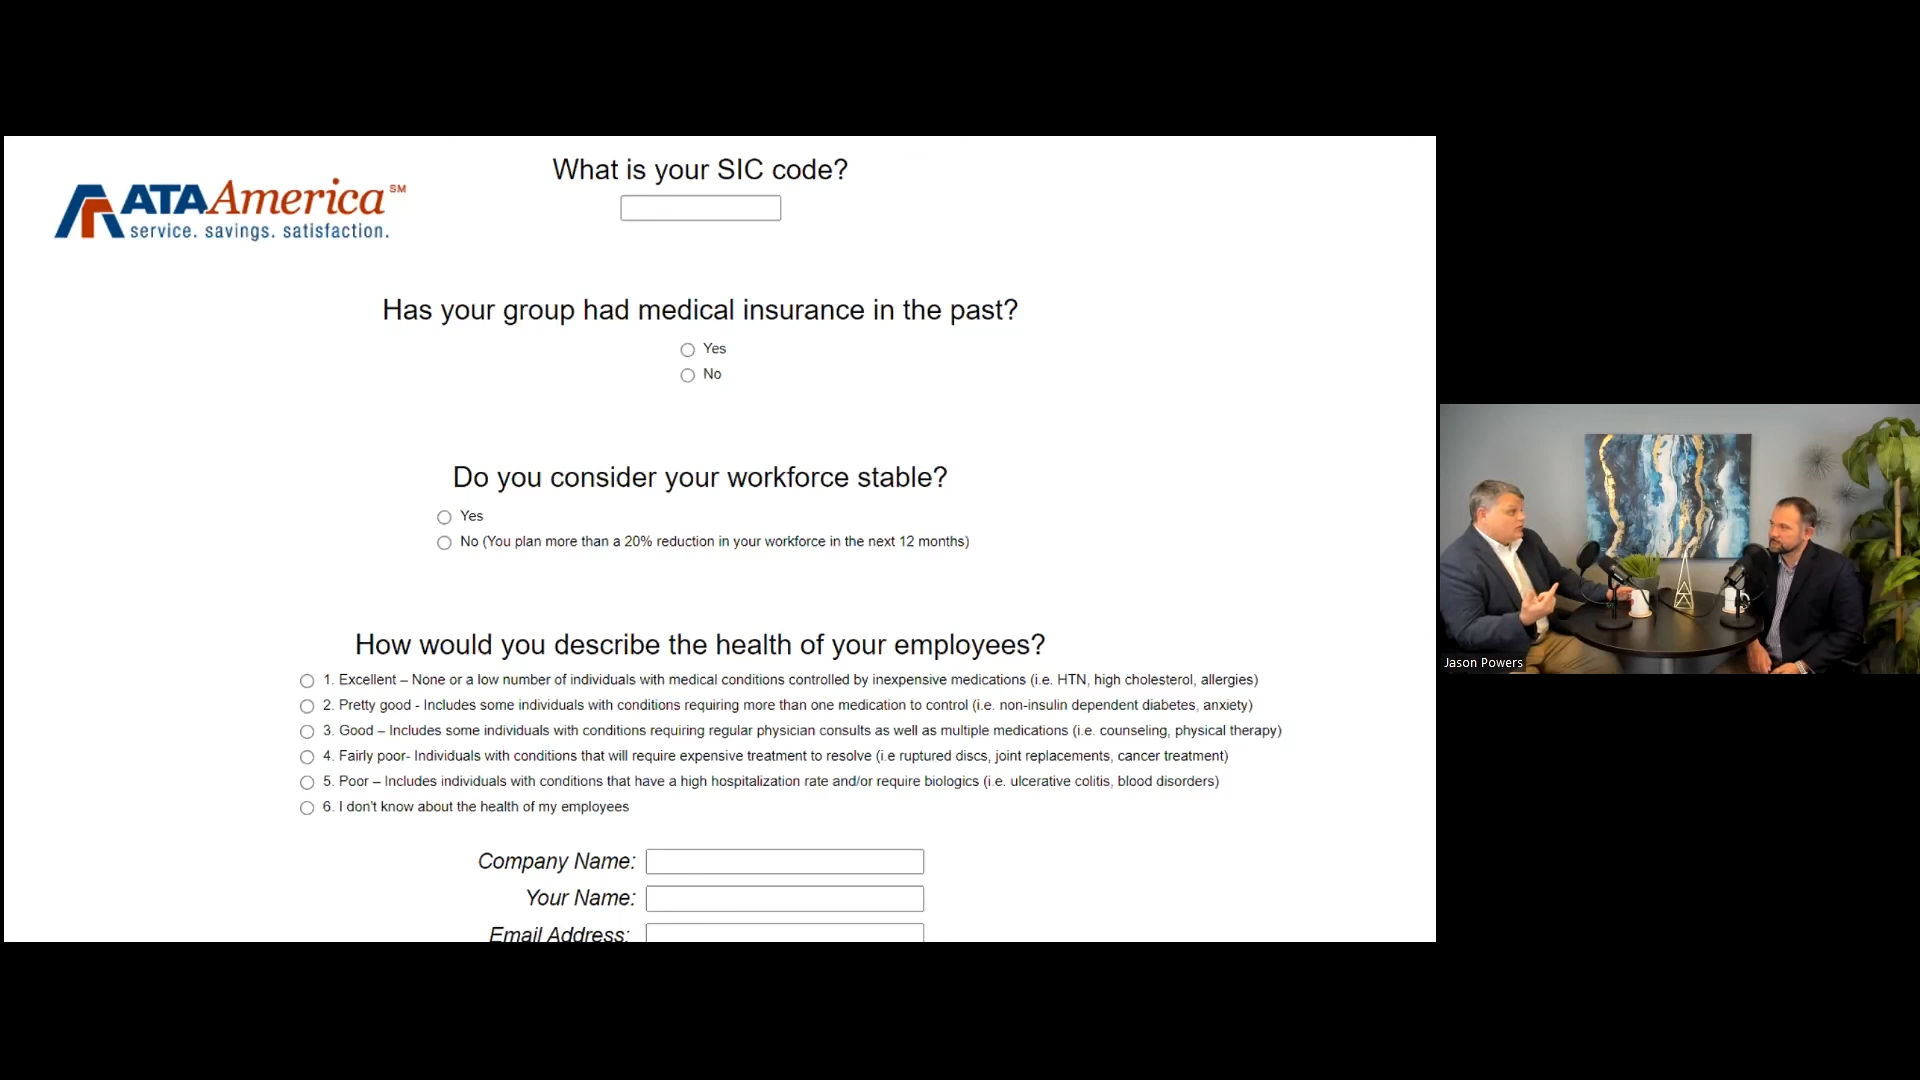 What is your SIC code?
ATAAmerica SM
service. savings. satisfaction.
Has your group had medical insurance in the past?
Yes
No
Do you consider your workforce stable?
Yes
No (You plan more than a 20% reduction in your workforce in the next 12 months)
How would you describe the health of your employees?
1. Excellent – None or a low number of individuals with medical conditions controlled by inexpensive medications (i.e. HTN, high cholesterol, allergies)
2. Pretty good - Includes some individuals with conditions requiring more than one medication to control (i.e. non-insulin dependent diabetes, anxiety)
3. Good – Includes some individuals with conditions requiring regular physician consults as well as multiple medications (i.e. counseling, physical therapy)
4. Fairly poor- Individuals with conditions that will require expensive treatment to resolve (i.e ruptured discs, joint replacements, cancer treatment)
5. Poor – Includes individuals with conditions that have a high hospitalization rate and/or require biologics (i.e. ulcerative colitis, blood disorders)
6. I don't know about the health of my employees
Company Name:
Your Name:
Email Address:
Jason Powers